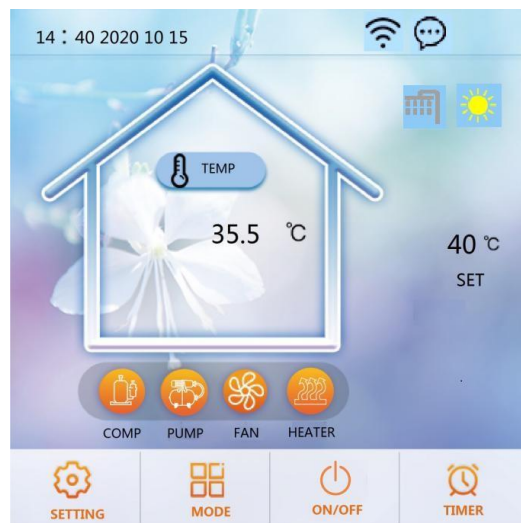 14：40 2020 10 15
TEMP
35.5 ℃
40 ℃
SET
COMP PUMP FAN HEATER
SETTING MODE ON/OFF TIMER